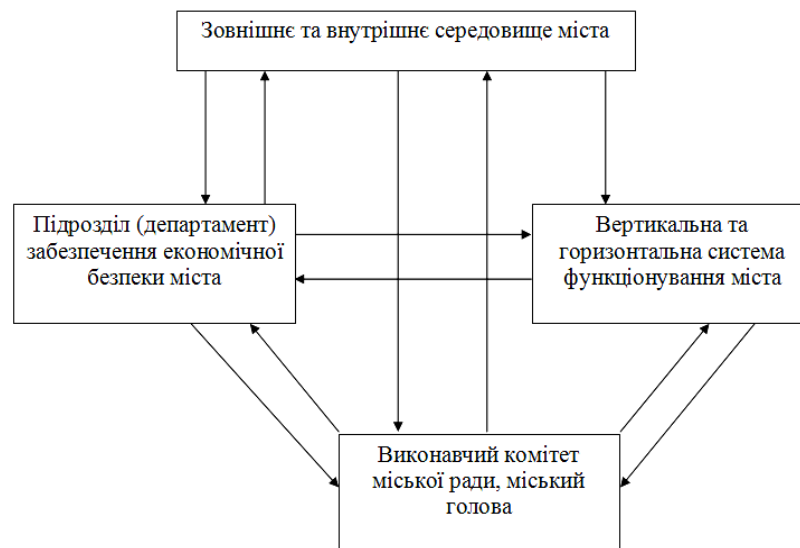 Зовнішнє та внутрішнє середовище міста
Підрозділ (департамент)
забезпечення економічної
безпеки міста
Вертикальна та
горизонтальна система
функціонування міста
Виконавчий комітет
міської ради, міський
голова